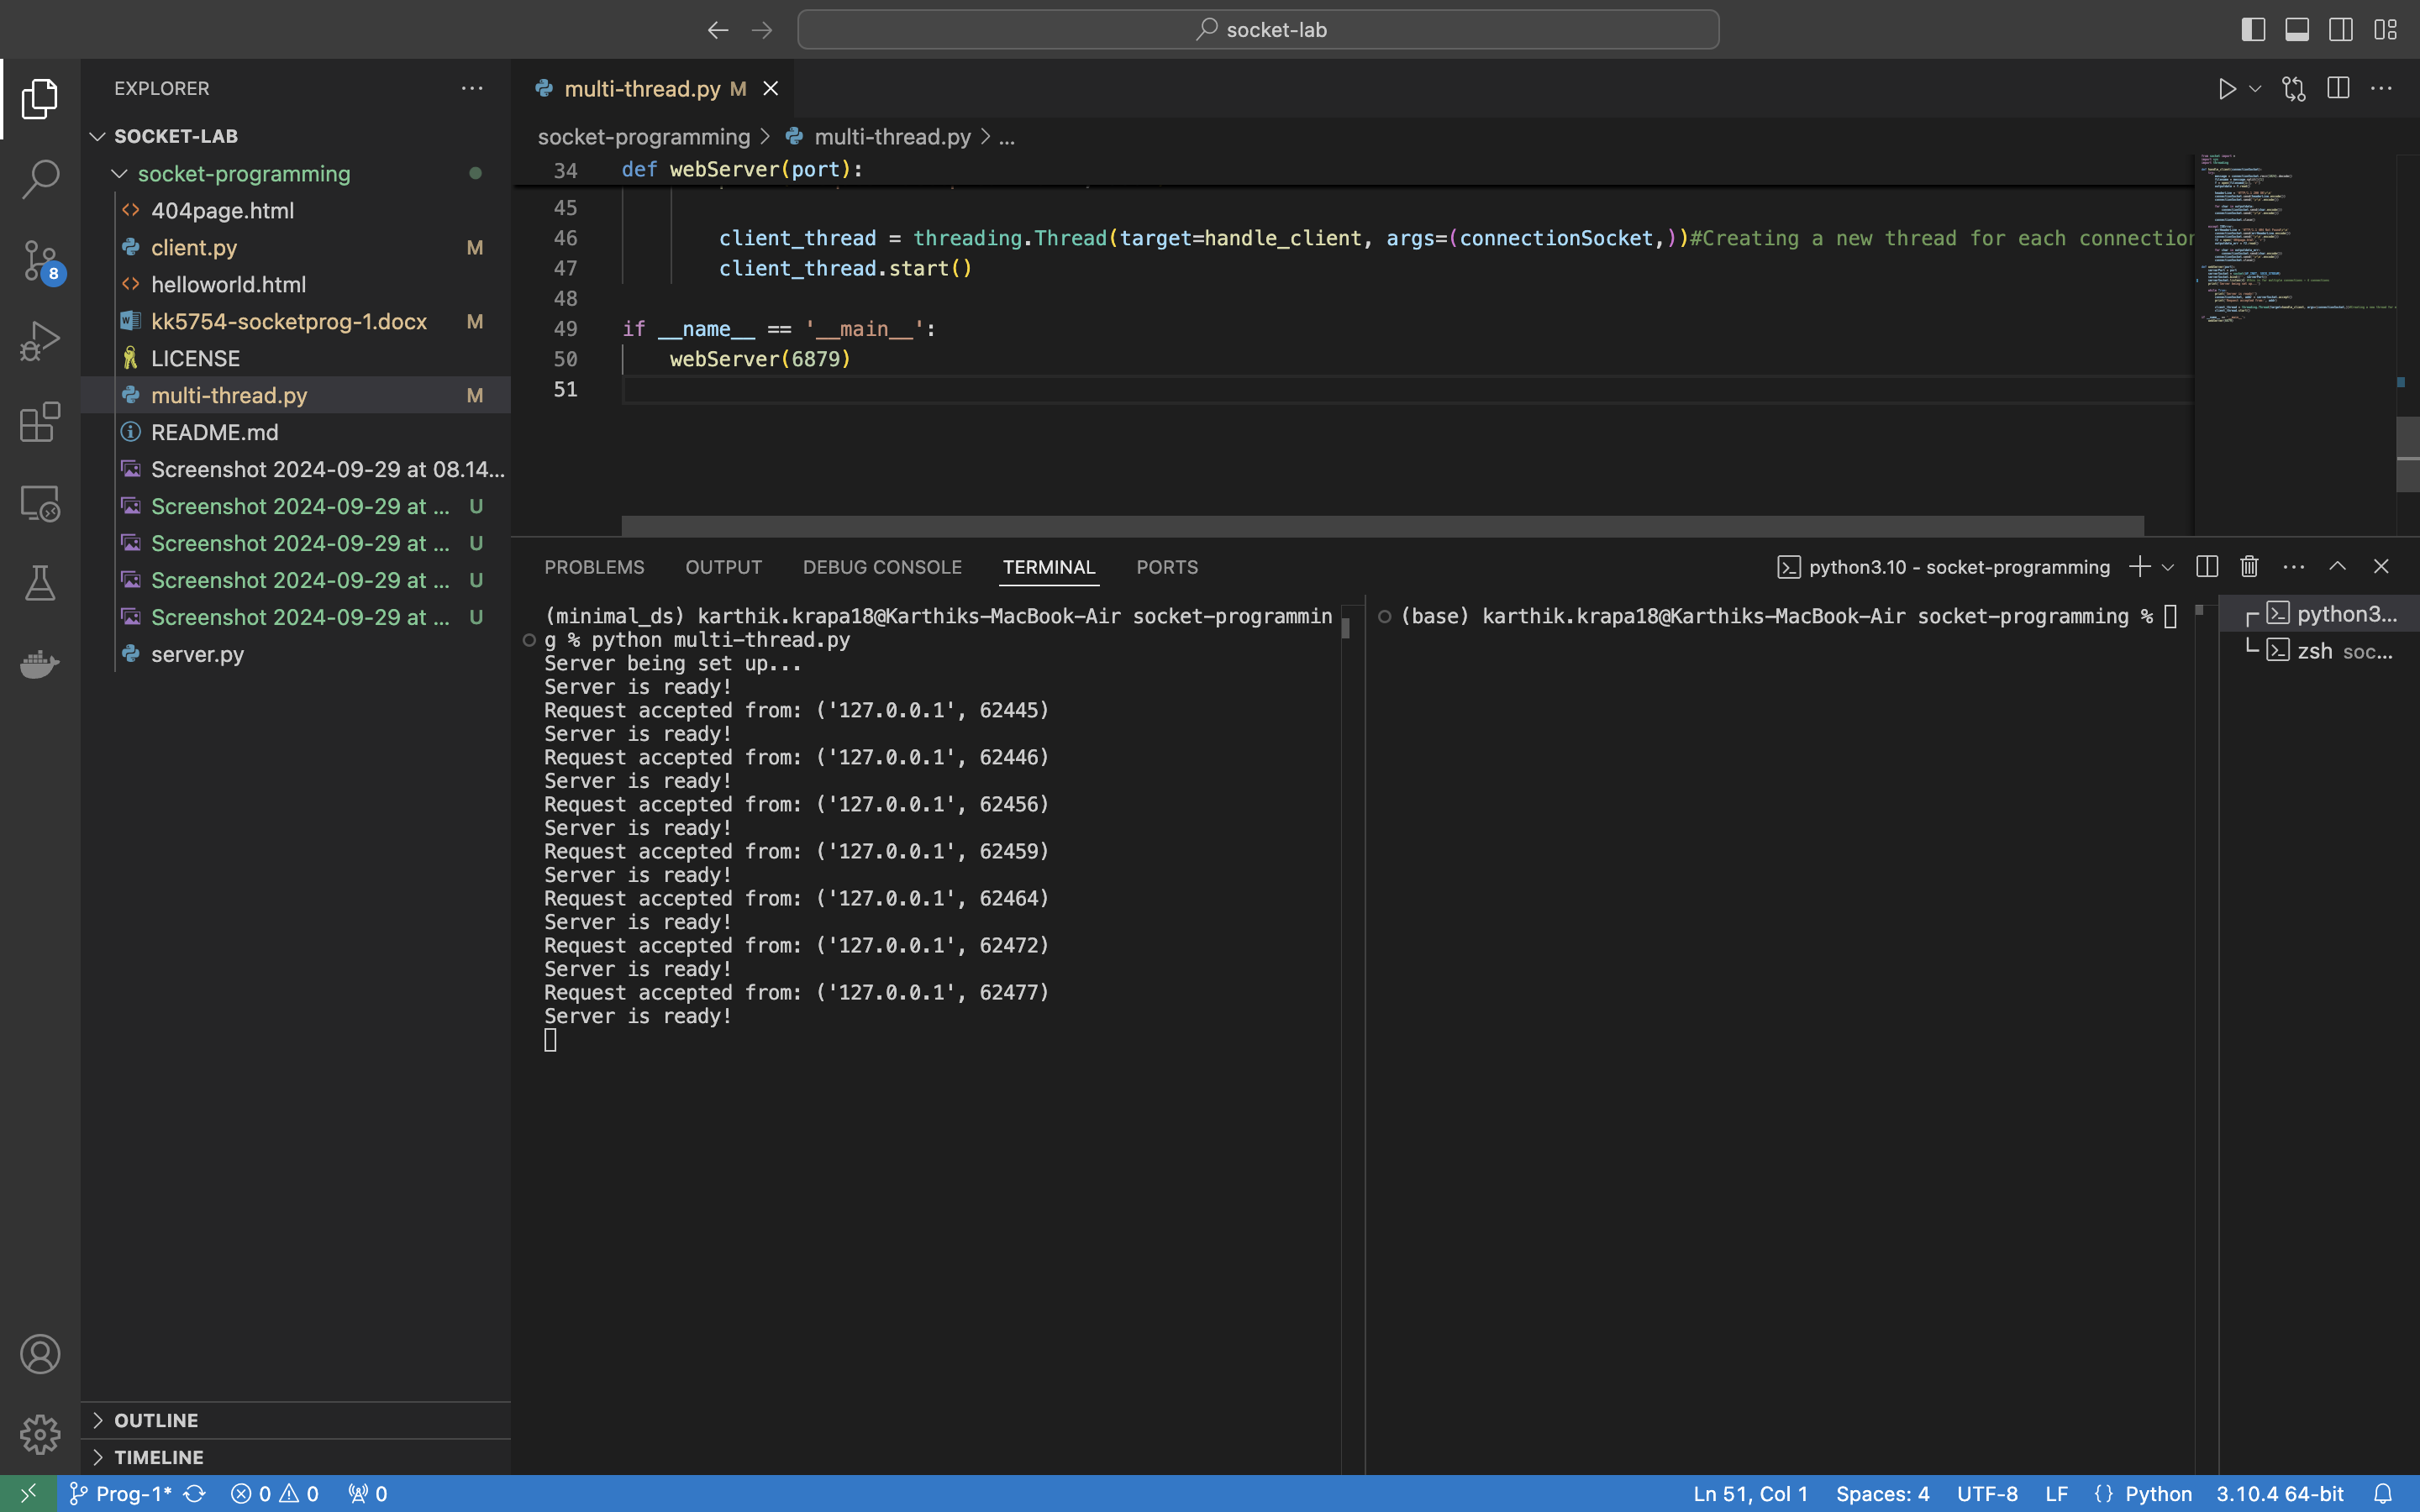 socket-lab
EXPLORER
SOCKET-LAB
socket-programming
404page.html
client.py M
helloworld.html
kk5754-socketprog-1.docx M
LICENSE
multi-thread.py M
README.md
Screenshot 2024-09-29 at 08.14...
Screenshot 2024-09-29 at ... U
Screenshot 2024-09-29 at ... U
Screenshot 2024-09-29 at ... U
Screenshot 2024-09-29 at ... U
server.py
OUTLINE
TIMELINE
8
multi-thread.py M
socket-programming > multi-thread.py > ...
34 def webServer(port):
45
46 client_thread = threading.Thread(target=handle_client, args=(connectionSocket,))#Creating a new thread for each connection
47 client_thread.start()
48
49 if __name__ == '__main__':
50 webServer(6879)
51
PROBLEMS OUTPUT DEBUG CONSOLE TERMINAL PORTS
python3.10 - socket-programming
(minimal_ds) karthik.krapa18@Karthiks-MacBook-Air socket-programmin
g % python multi-thread.py
Server being set up...
Server is ready!
Request accepted from: ('127.0.0.1', 62445)
Server is ready!
Request accepted from: ('127.0.0.1', 62446)
Server is ready!
Request accepted from: ('127.0.0.1', 62456)
Server is ready!
Request accepted from: ('127.0.0.1', 62459)
Server is ready!
Request accepted from: ('127.0.0.1', 62464)
Server is ready!
Request accepted from: ('127.0.0.1', 62472)
Server is ready!
Request accepted from: ('127.0.0.1', 62477)
Server is ready!
(base) karthik.krapa18@Karthiks-MacBook-Air socket-programming %
python3...
zsh soc...
Prog-1* 0 0 0
Ln 51, Col 1 Spaces: 4 UTF-8 LF {} Python 3.10.4 64-bit